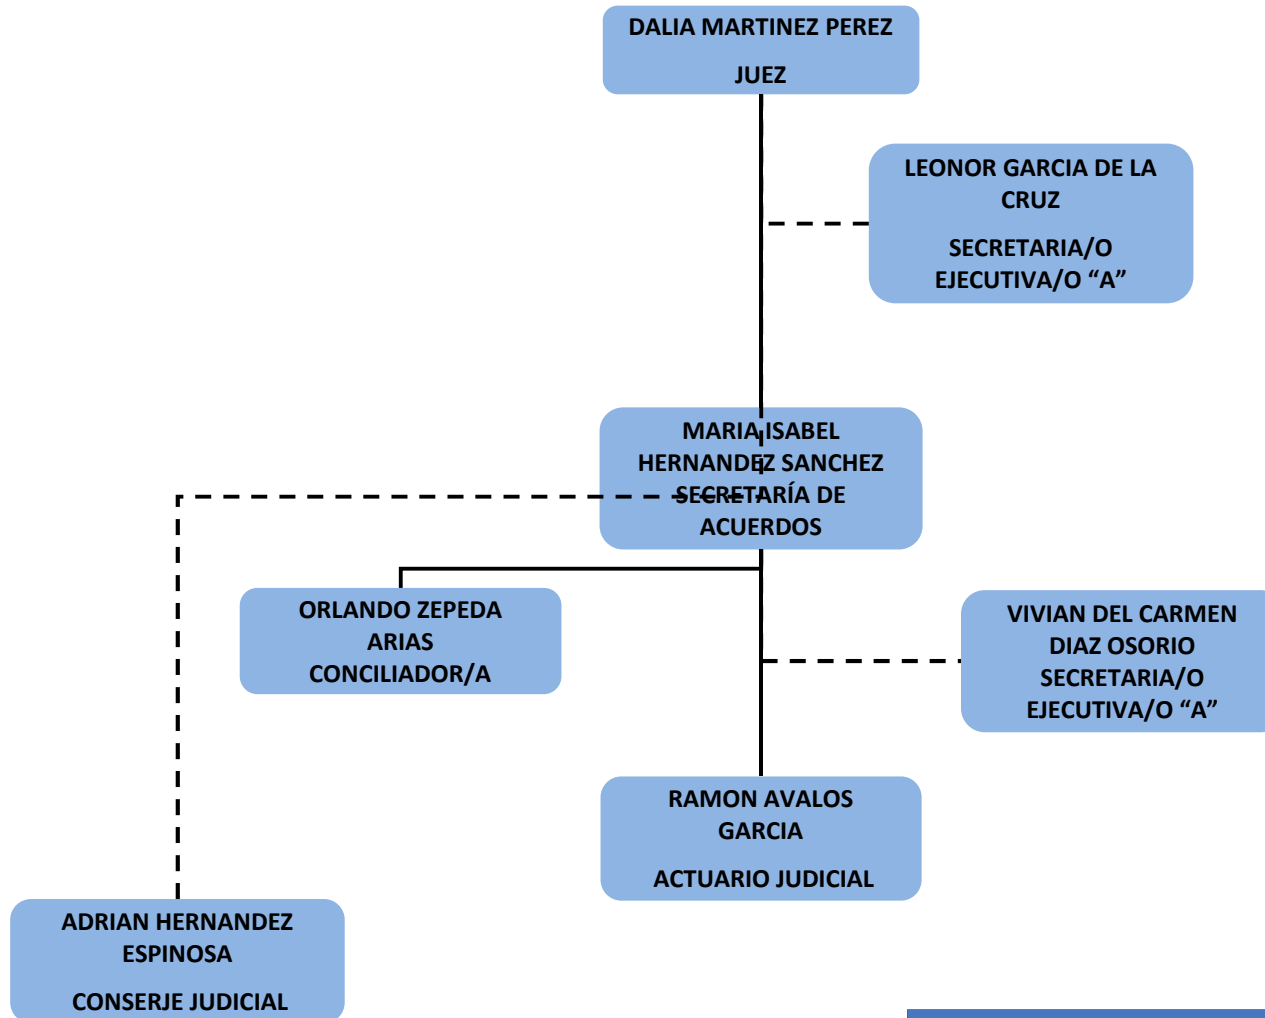 DALIA MARTINEZ PEREZ
JUEZ
LEONOR GARCIA DE LA
CRUZ
SECRETARIA/O
EJECUTIVA/O “A”
MARIA ISABEL
HERNANDEZ SANCHEZ
SECRETARÍA DE
ACUERDOS
ORLANDO ZEPEDA
ARIAS
CONCILIADOR/A
VIVIAN DEL CARMEN
DIAZ OSORIO
SECRETARIA/O
EJECUTIVA/O “A”
RAMON AVALOS
GARCIA
ACTUARIO JUDICIAL
ADRIAN HERNANDEZ
ESPINOSA
CONSERJE JUDICIAL